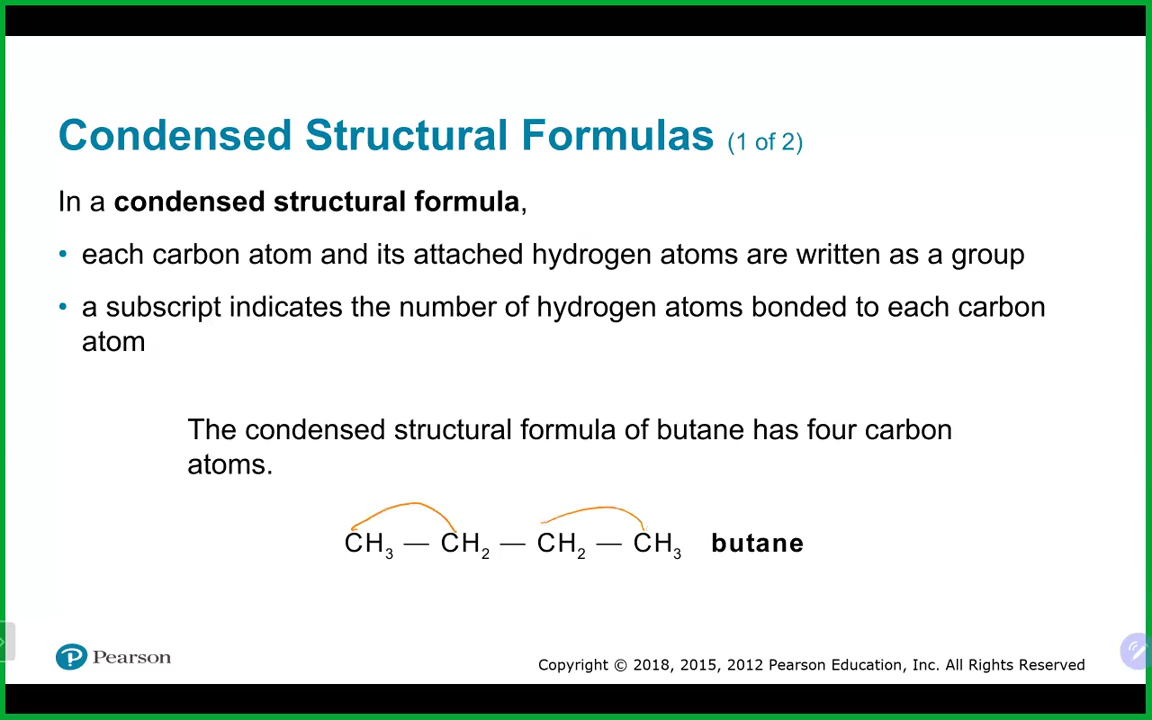 Condensed Structural Formulas (1 of 2)
In a condensed structural formula,
• each carbon atom and its attached hydrogen atoms are written as a group
• a subscript indicates the number of hydrogen atoms bonded to each carbon
atom
The condensed structural formula of butane has four carbon
atoms.
CH₃ — CH₂ — CH₂ — CH₃ butane
Pearson
Copyright © 2018, 2015, 2012 Pearson Education, Inc. All Rights Reserved